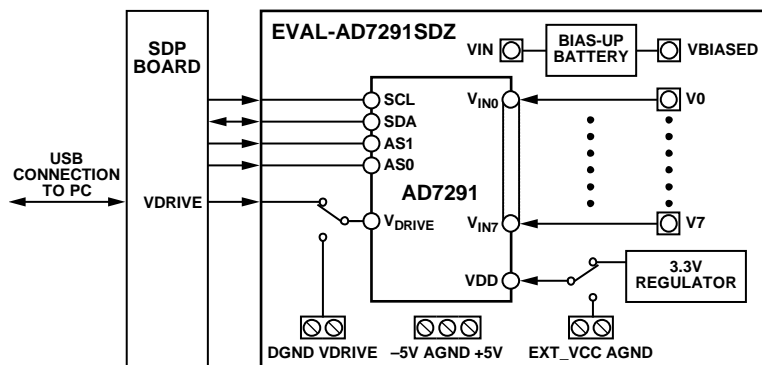 SDP
BOARD
EVAL-AD7291SDZ
VIN
BIAS-UP
BATTERY
VBIASED
SCL
SDA
AS1
AS0
VIN0
V0
USB
CONNECTION
TO PC
AD7291
VDRIVE
VDRIVE
VIN7
V7
VDD
3.3V
REGULATOR
DGND VDRIVE
–5V AGND +5V
EXT_VCC AGND